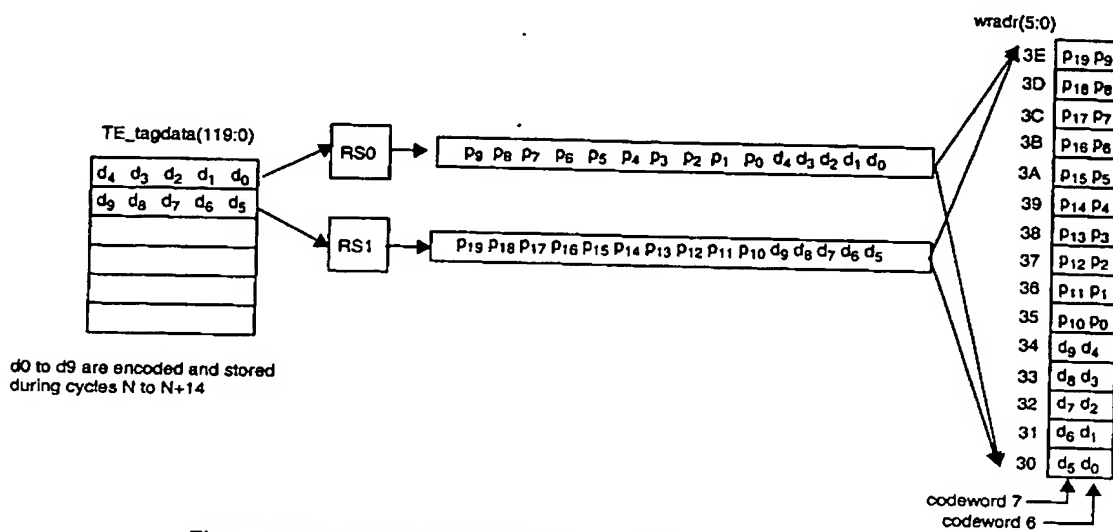 wradr(5:0)
TE_tagdata(119:0)
d4 d3 d2 d1 d0
d9 d8 d7 d6 d5
RS0
RS1
p9 p8 p7 p6 p5 p4 p3 p2 p1 p0 d4 d3 d2 d1 d0
p19 p18 p17 p16 p15 p14 p13 p12 p11 p10 d9 d8 d7 d6 d5
d0 to d9 are encoded and stored
during cycles N to N+14
3E p19 p9
3D p18 p8
3C p17 p7
3B p16 p6
3A p15 p5
39 p14 p4
38 p13 p3
37 p12 p2
36 p11 p1
35 p10 p0
34 d9 d4
33 d8 d3
32 d7 d2
31 d6 d1
30 d5 d0
codeword 7
codeword 6